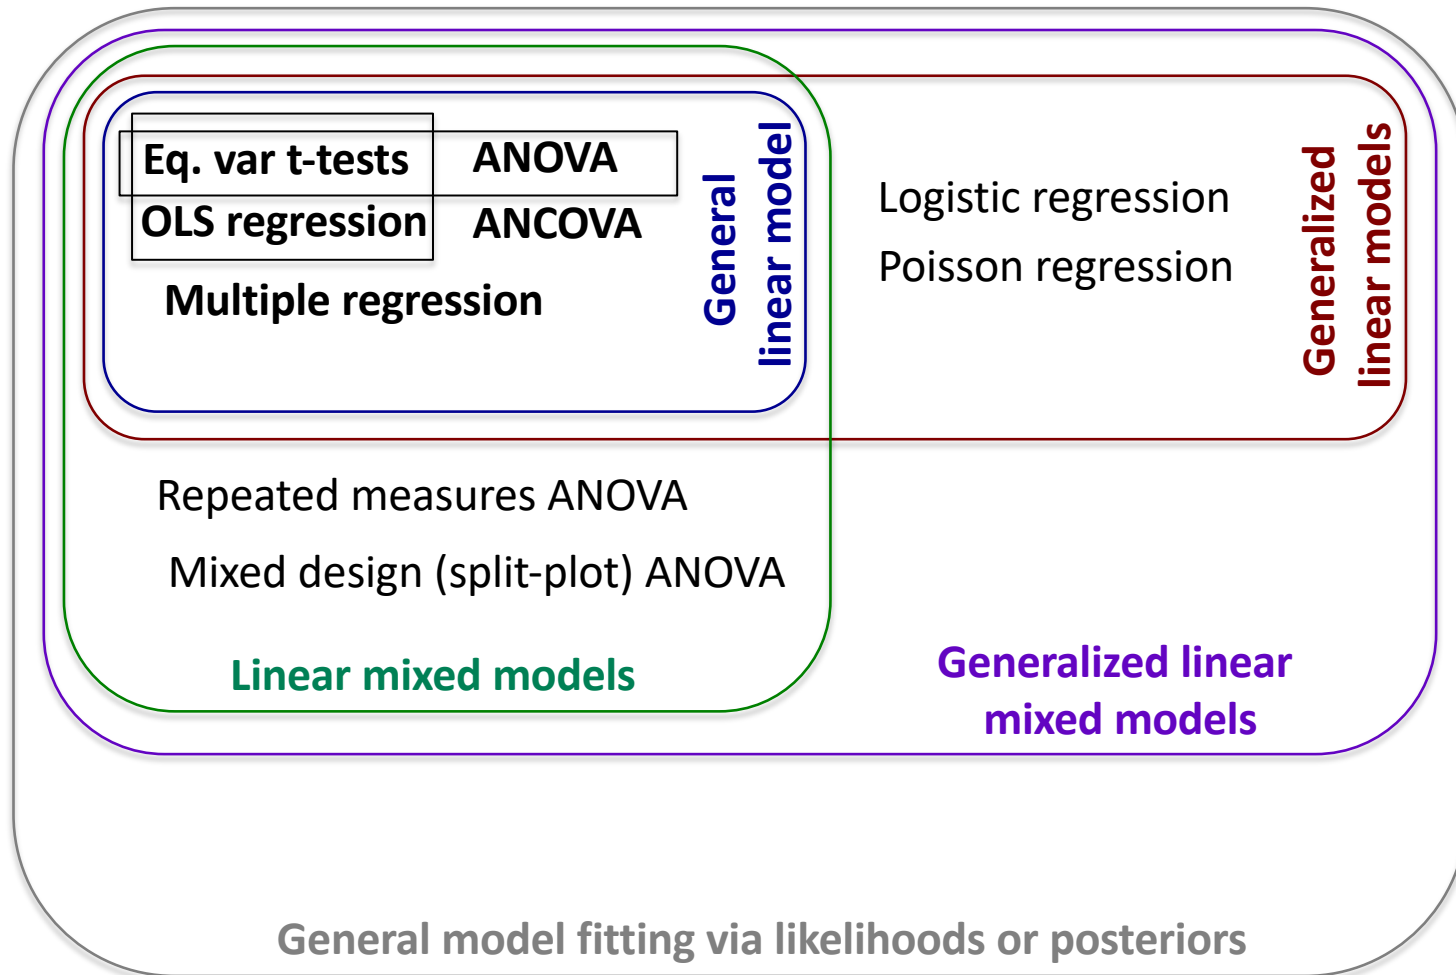 Eq. var t-tests
ANOVA
OLS regression
ANCOVA
Multiple regression
General
linear model
Logistic regression
Poisson regression
Generalized
linear models
Repeated measures ANOVA
Mixed design (split-plot) ANOVA
Linear mixed models
Generalized linear
mixed models
General model fitting via likelihoods or posteriors